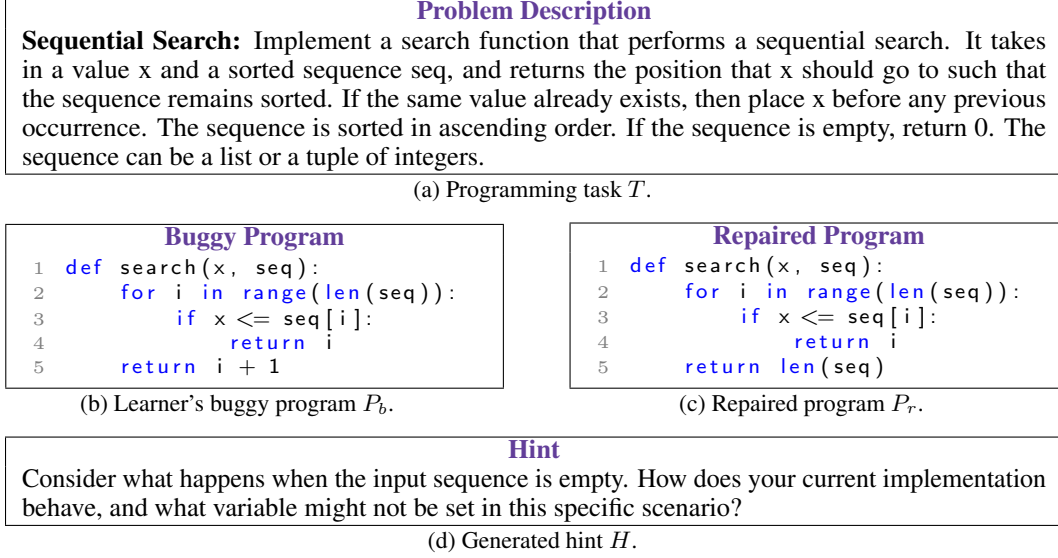 Problem Description
Sequential Search: Implement a search function that performs a sequential search. It takes
in a value x and a sorted sequence seq, and returns the position that x should go to such that
the sequence remains sorted. If the same value already exists, then place x before any previous
occurrence. The sequence is sorted in ascending order. If the sequence is empty, return 0. The
sequence can be a list or a tuple of integers.
(a) Programming task T.
Buggy Program
1 def search(x, seq):
2     for i in range(len(seq)):
3         if x <= seq[i]:
4             return i
5     return i + 1
(b) Learner's buggy program P_b.
Repaired Program
1 def search(x, seq):
2     for i in range(len(seq)):
3         if x <= seq[i]:
4             return i
5     return len(seq)
(c) Repaired program P_r.
Hint
Consider what happens when the input sequence is empty. How does your current implementation
behave, and what variable might not be set in this specific scenario?
(d) Generated hint H.